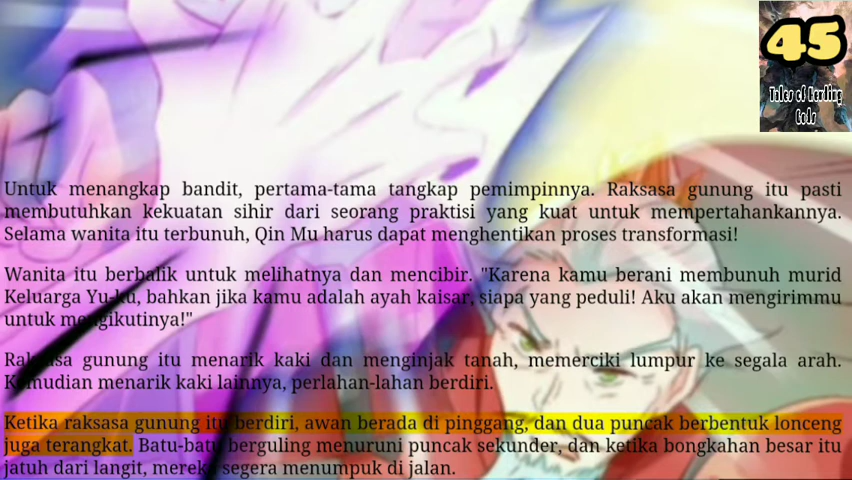 45
Tales of Herding
Gods
Untuk menangkap bandit, pertama-tama tangkap pemimpinnya. Raksasa gunung itu pasti
membutuhkan kekuatan sihir dari seorang praktisi yang kuat untuk mempertahankannya.
Selama wanita itu terbunuh, Qin Mu harus dapat menghentikan proses transformasi!
Wanita itu berbalik untuk melihatnya dan mencibir. "Karena kamu berani membunuh murid
Keluarga Yu-ku, bahkan jika kamu adalah ayah kaisar, siapa yang peduli! Aku akan mengirimmu
untuk mengikutinya!"
Raksasa gunung itu menarik kaki dan menginjak tanah, memerciki lumpur ke segala arah.
Kemudian menarik kaki lainnya, perlahan-lahan berdiri.
Ketika raksasa gunung itu berdiri, awan berada di pinggang, dan dua puncak berbentuk lonceng
juga terangkat. Batu-batu berguling menuruni puncak sekunder, dan ketika bongkahan besar itu
jatuh dari langit, mereka segera menumpuk di jalan.